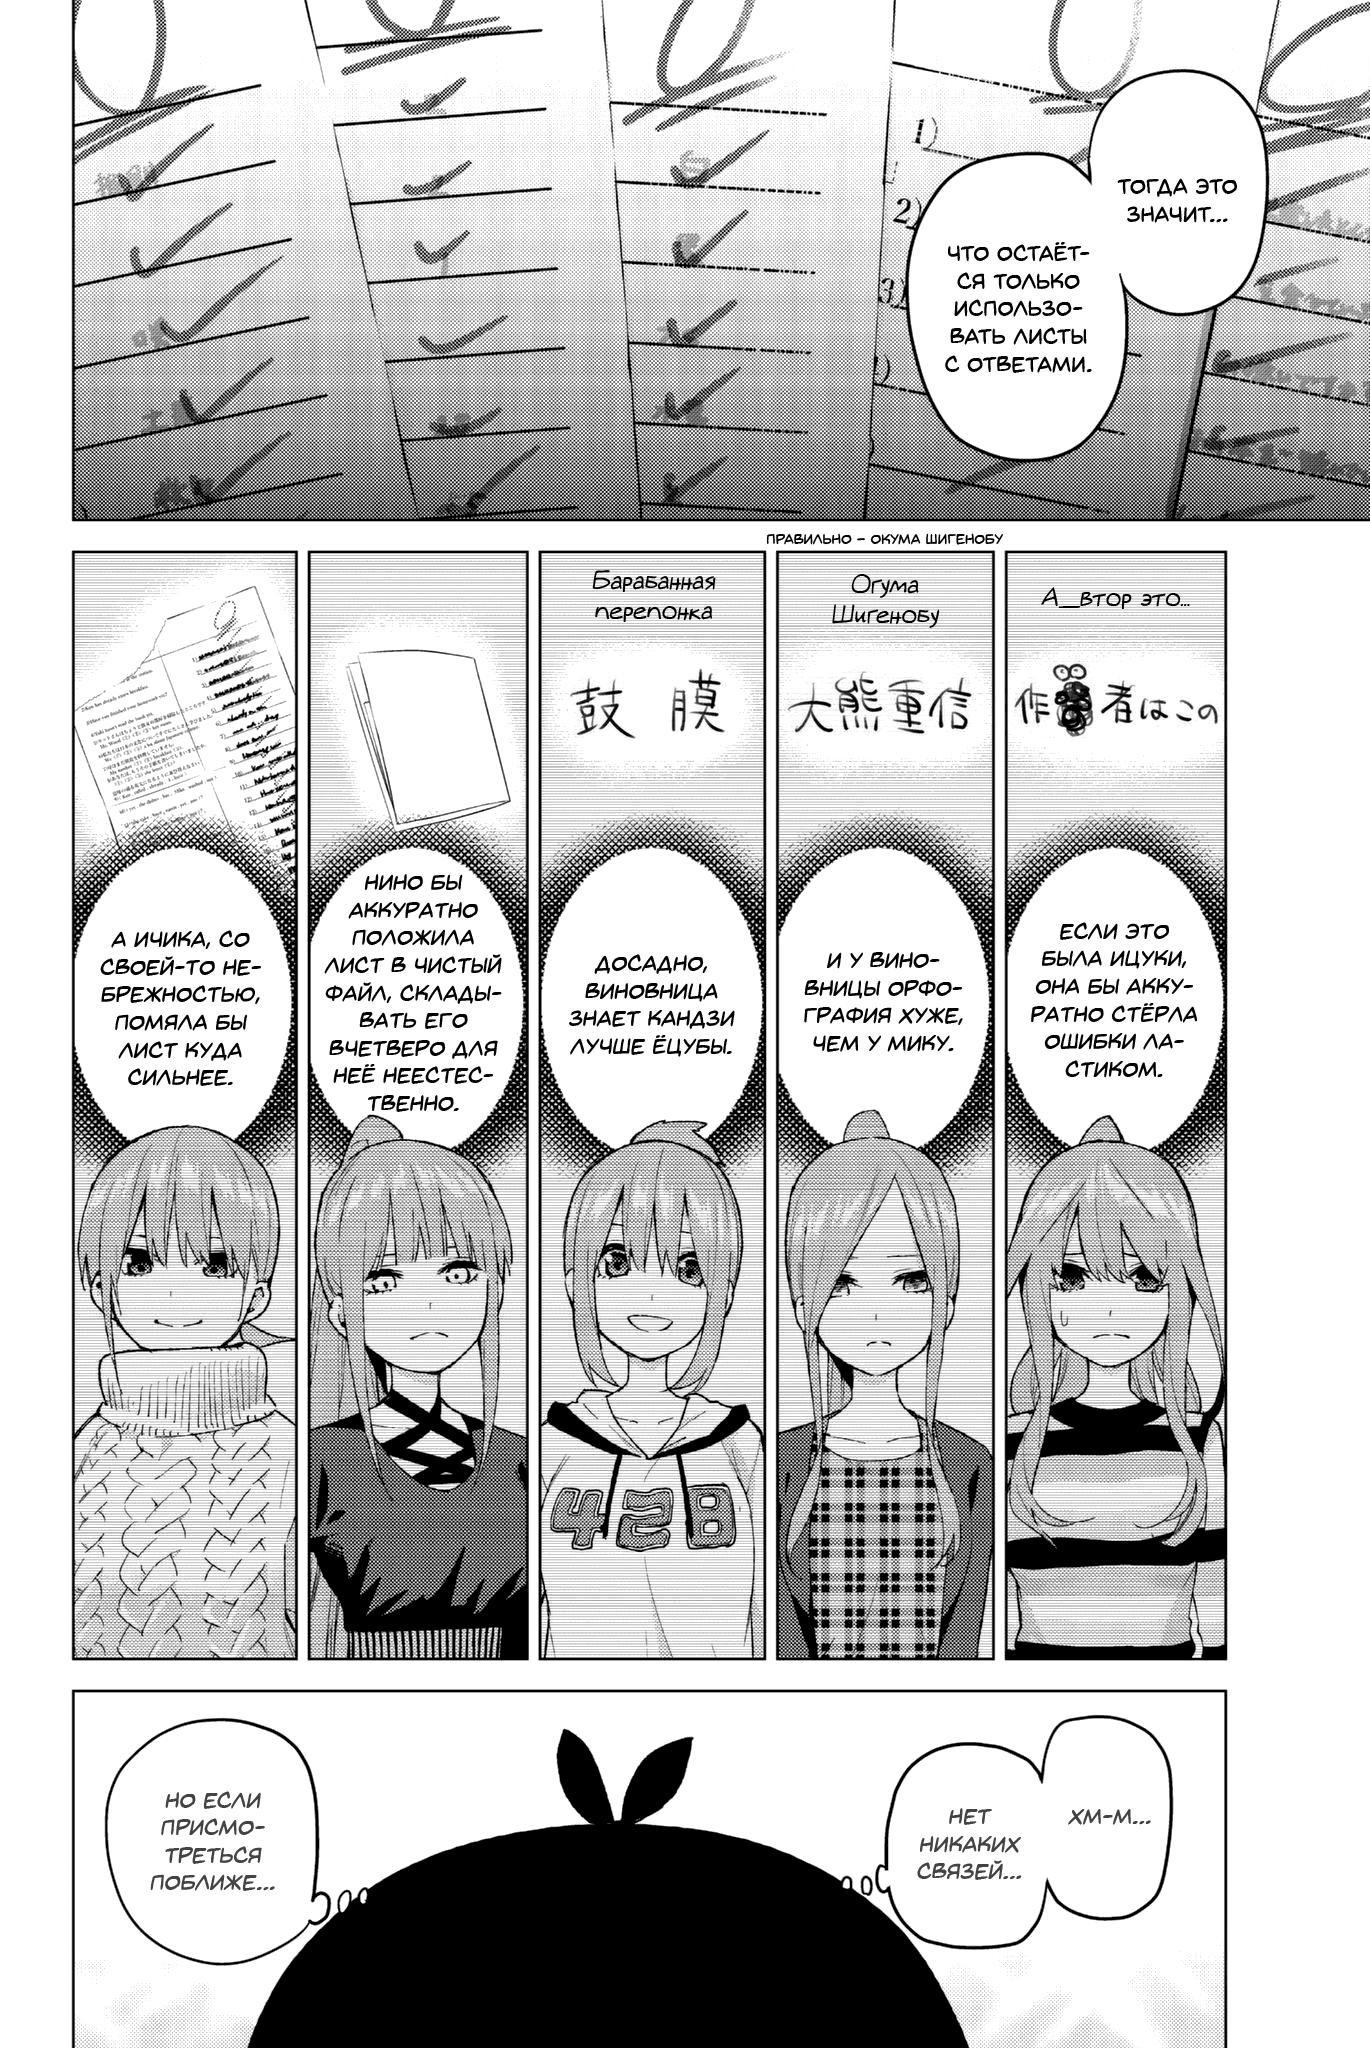 ТОГДА ЭТО
ЗНАЧИТ...
ЧТО ОСТАЁТ-
СЯ ТОЛЬКО
ИСПОЛЬЗО-
ВАТЬ ЛИСТЫ
С ОТВЕТАМИ.
1)
2)
3)
ПРАВИЛЬНО - ОКУМА ШИГЕНОБУ
А__втор это...
作 者はこの
ЕСЛИ ЭТО
БЫЛА ИЦУКИ,
ОНА БЫ АККУ-
РАТНО СТЁРЛА
ОШИБКИ ЛА-
СТИКОМ.
Огума
Шигенобу
大熊重信
И У ВИНО-
ВНИЦЫ ОРФО-
ГРАФИЯ ХУЖЕ,
ЧЕМ У МИКУ.
Барабанная
перепонка
鼓膜
ДОСАДНО,
ВИНОВНИЦА
ЗНАЕТ КАНДЗИ
ЛУЧШЕ ЁЦУБЫ.
428
НИНО БЫ
АККУРАТНО
ПОЛОЖИЛА
ЛИСТ В ЧИСТЫЙ
ФАЙЛ, СКЛАДЫ-
ВАТЬ ЕГО
ВЧЕТВЕРО ДЛЯ
НЕЁ НЕЕСТЕС-
ТВЕННО.
А ИЧИКА, СО
СВОЕЙ-ТО НЕ-
БРЕЖНОСТЬЮ,
ПОМЯЛА БЫ
ЛИСТ КУДА
СИЛЬНЕЕ.
ХМ-М...
НЕТ
НИКАКИХ
СВЯЗЕЙ...
НО ЕСЛИ
ПРИСМО-
ТРЕТЬСЯ
ПОБЛИЖЕ...